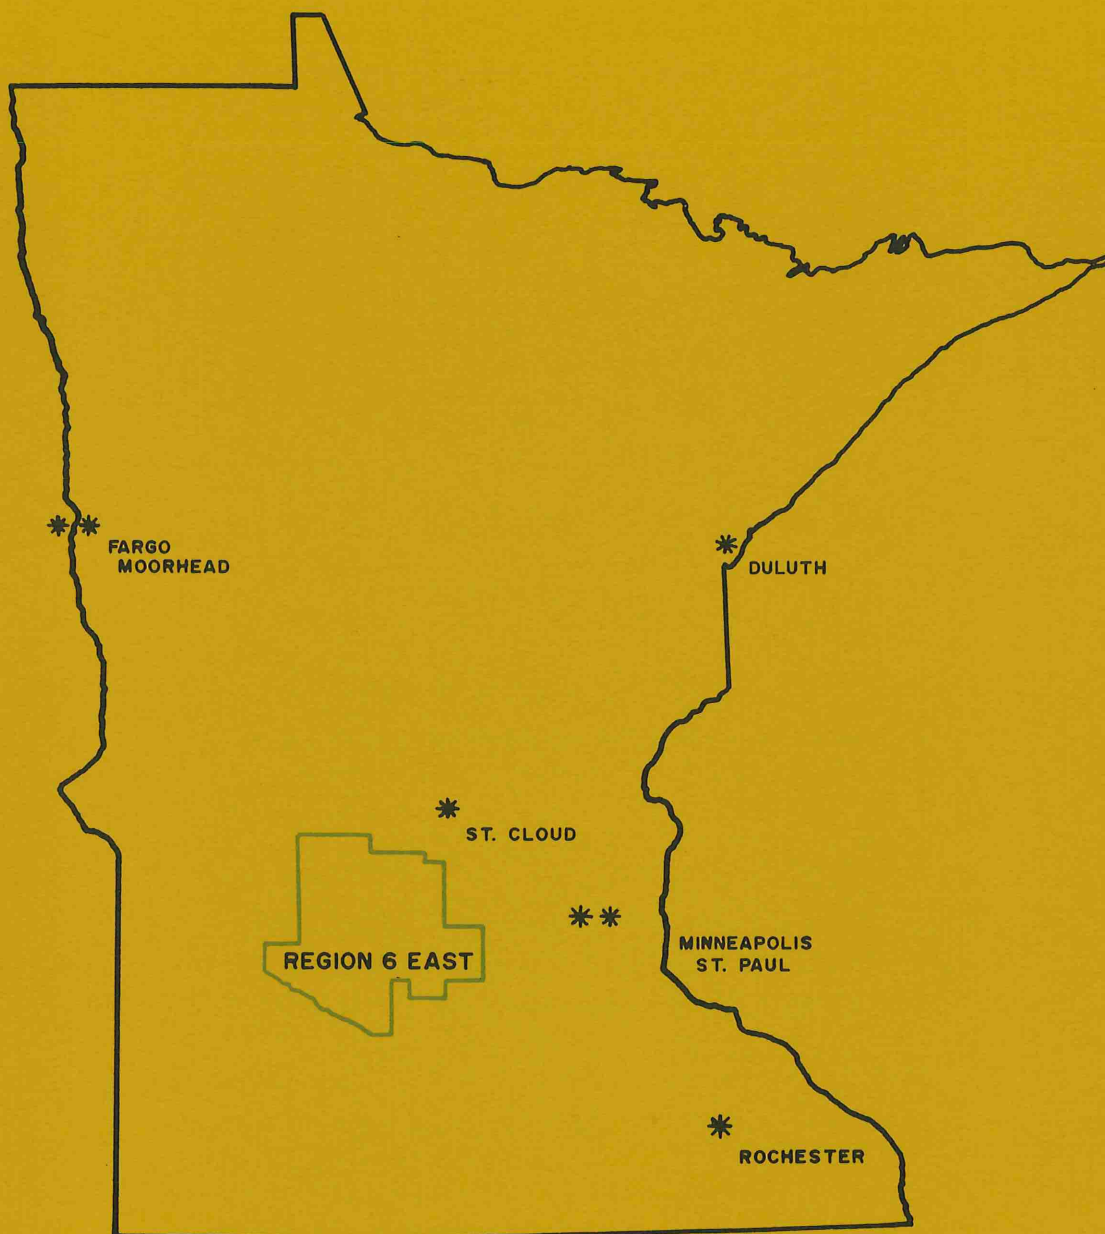 FARGO
MOORHEAD
DULUTH
ST. CLOUD
REGION 6 EAST
MINNEAPOLIS
ST. PAUL
ROCHESTER